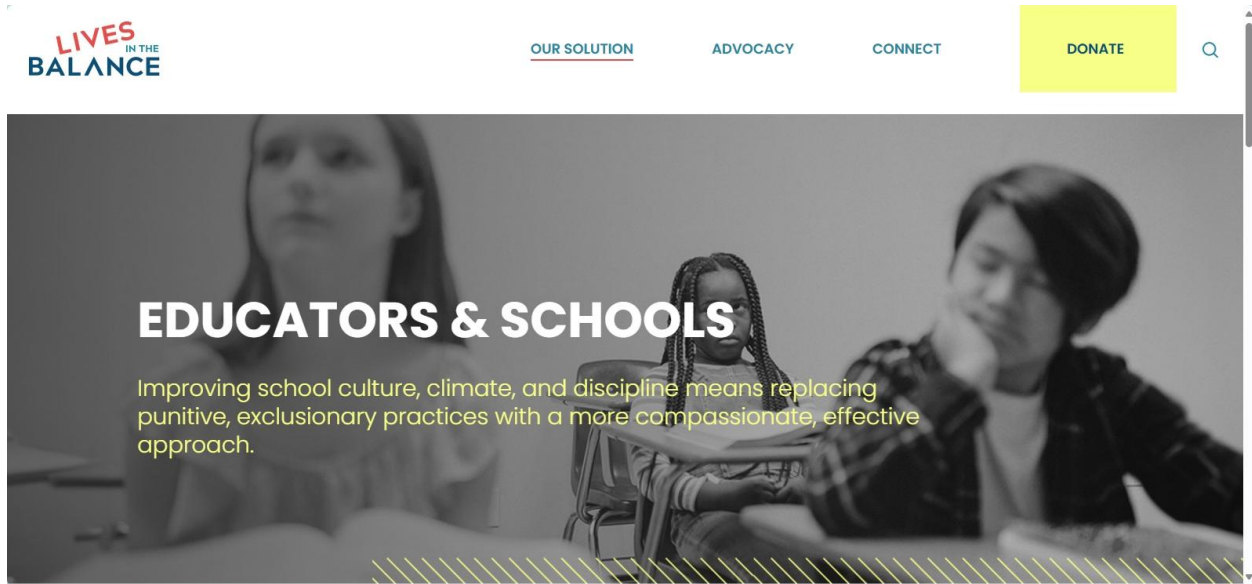 LIVES
IN THE
BALANCE
OUR SOLUTION
ADVOCACY
CONNECT
DONATE
EDUCATORS & SCHOOLS
Improving school culture, climate, and discipline means replacing
punitive, exclusionary practices with a more compassionate, effective
approach.